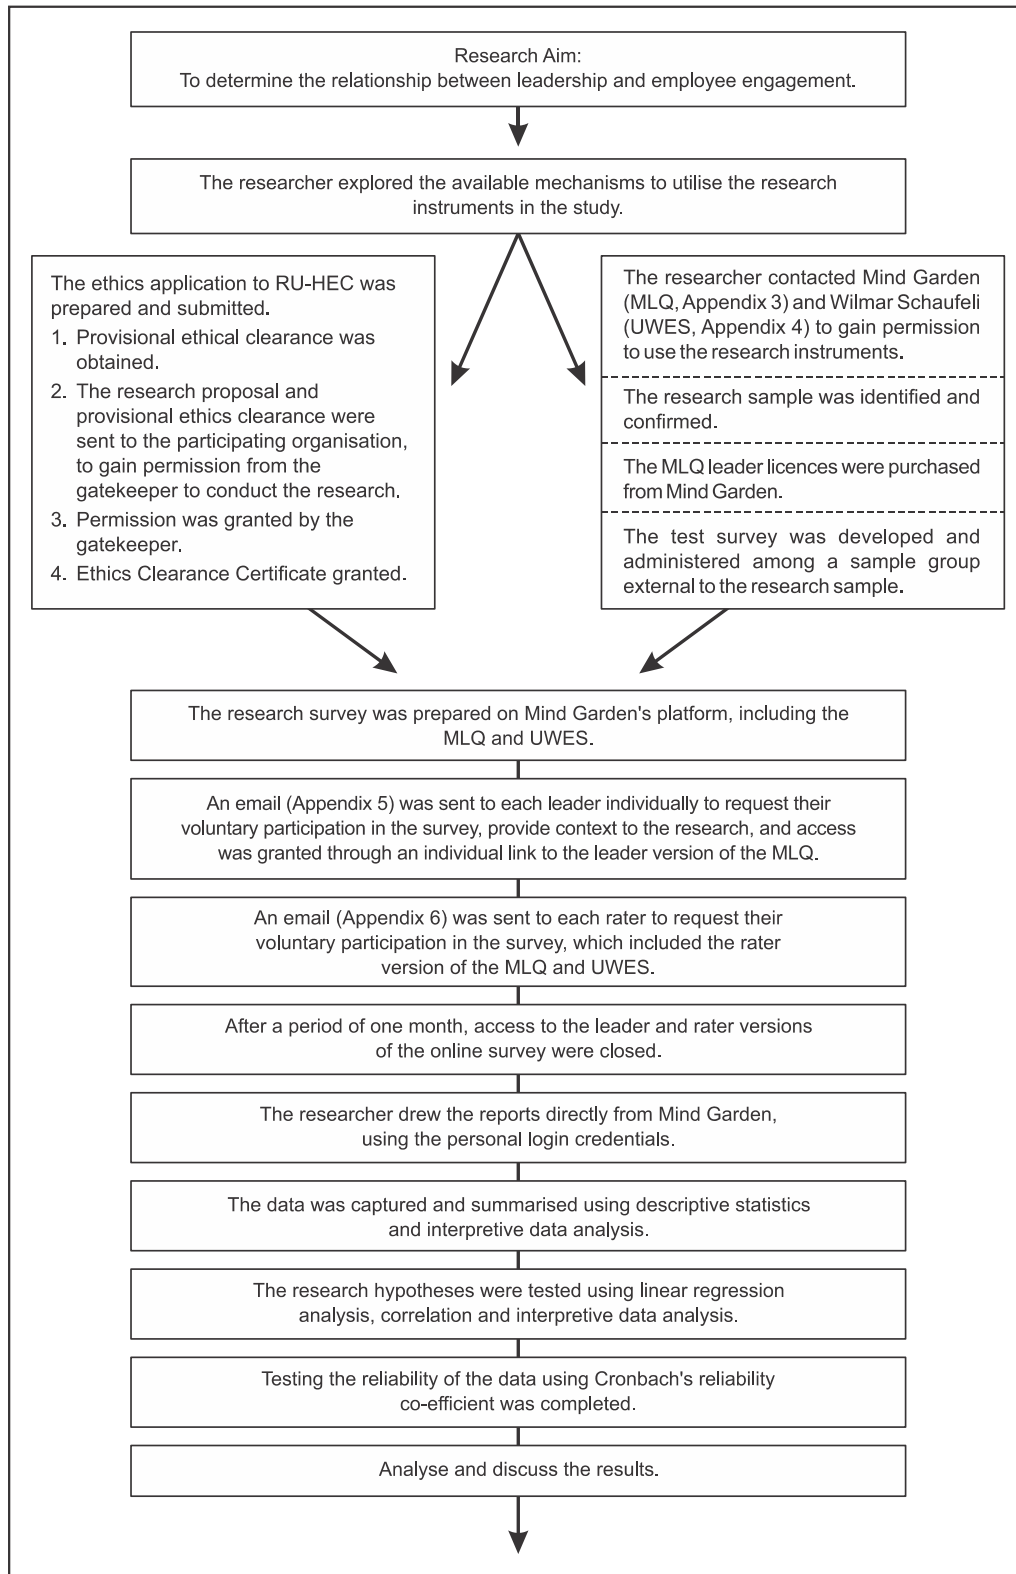 Research Aim:
To determine the relationship between leadership and employee engagement.
The researcher explored the available mechanisms to utilise the research
instruments in the study.
The ethics application to RU-HEC was
prepared and submitted.
1. Provisional ethical clearance was
obtained.
2. The research proposal and
provisional ethics clearance were
sent to the participating organisation,
to gain permission from the
gatekeeper to conduct the research.
3. Permission was granted by the
gatekeeper.
4. Ethics Clearance Certificate granted.
The researcher contacted Mind Garden
(MLQ, Appendix 3) and Wilmar Schaufeli
(UWES, Appendix 4) to gain permission
to use the research instruments.
The research sample was identified and
confirmed.
The MLQ leader licences were purchased
from Mind Garden.
The test survey was developed and
administered among a sample group
external to the research sample.
The research survey was prepared on Mind Garden's platform, including the
MLQ and UWES.
An email (Appendix 5) was sent to each leader individually to request their
voluntary participation in the survey, provide context to the research, and access
was granted through an individual link to the leader version of the MLQ.
An email (Appendix 6) was sent to each rater to request their
voluntary participation in the survey, which included the rater
version of the MLQ and UWES.
After a period of one month, access to the leader and rater versions
of the online survey were closed.
The researcher drew the reports directly from Mind Garden,
using the personal login credentials.
The data was captured and summarised using descriptive statistics
and interpretive data analysis.
The research hypotheses were tested using linear regression
analysis, correlation and interpretive data analysis.
Testing the reliability of the data using Cronbach's reliability
co-efficient was completed.
Analyse and discuss the results.